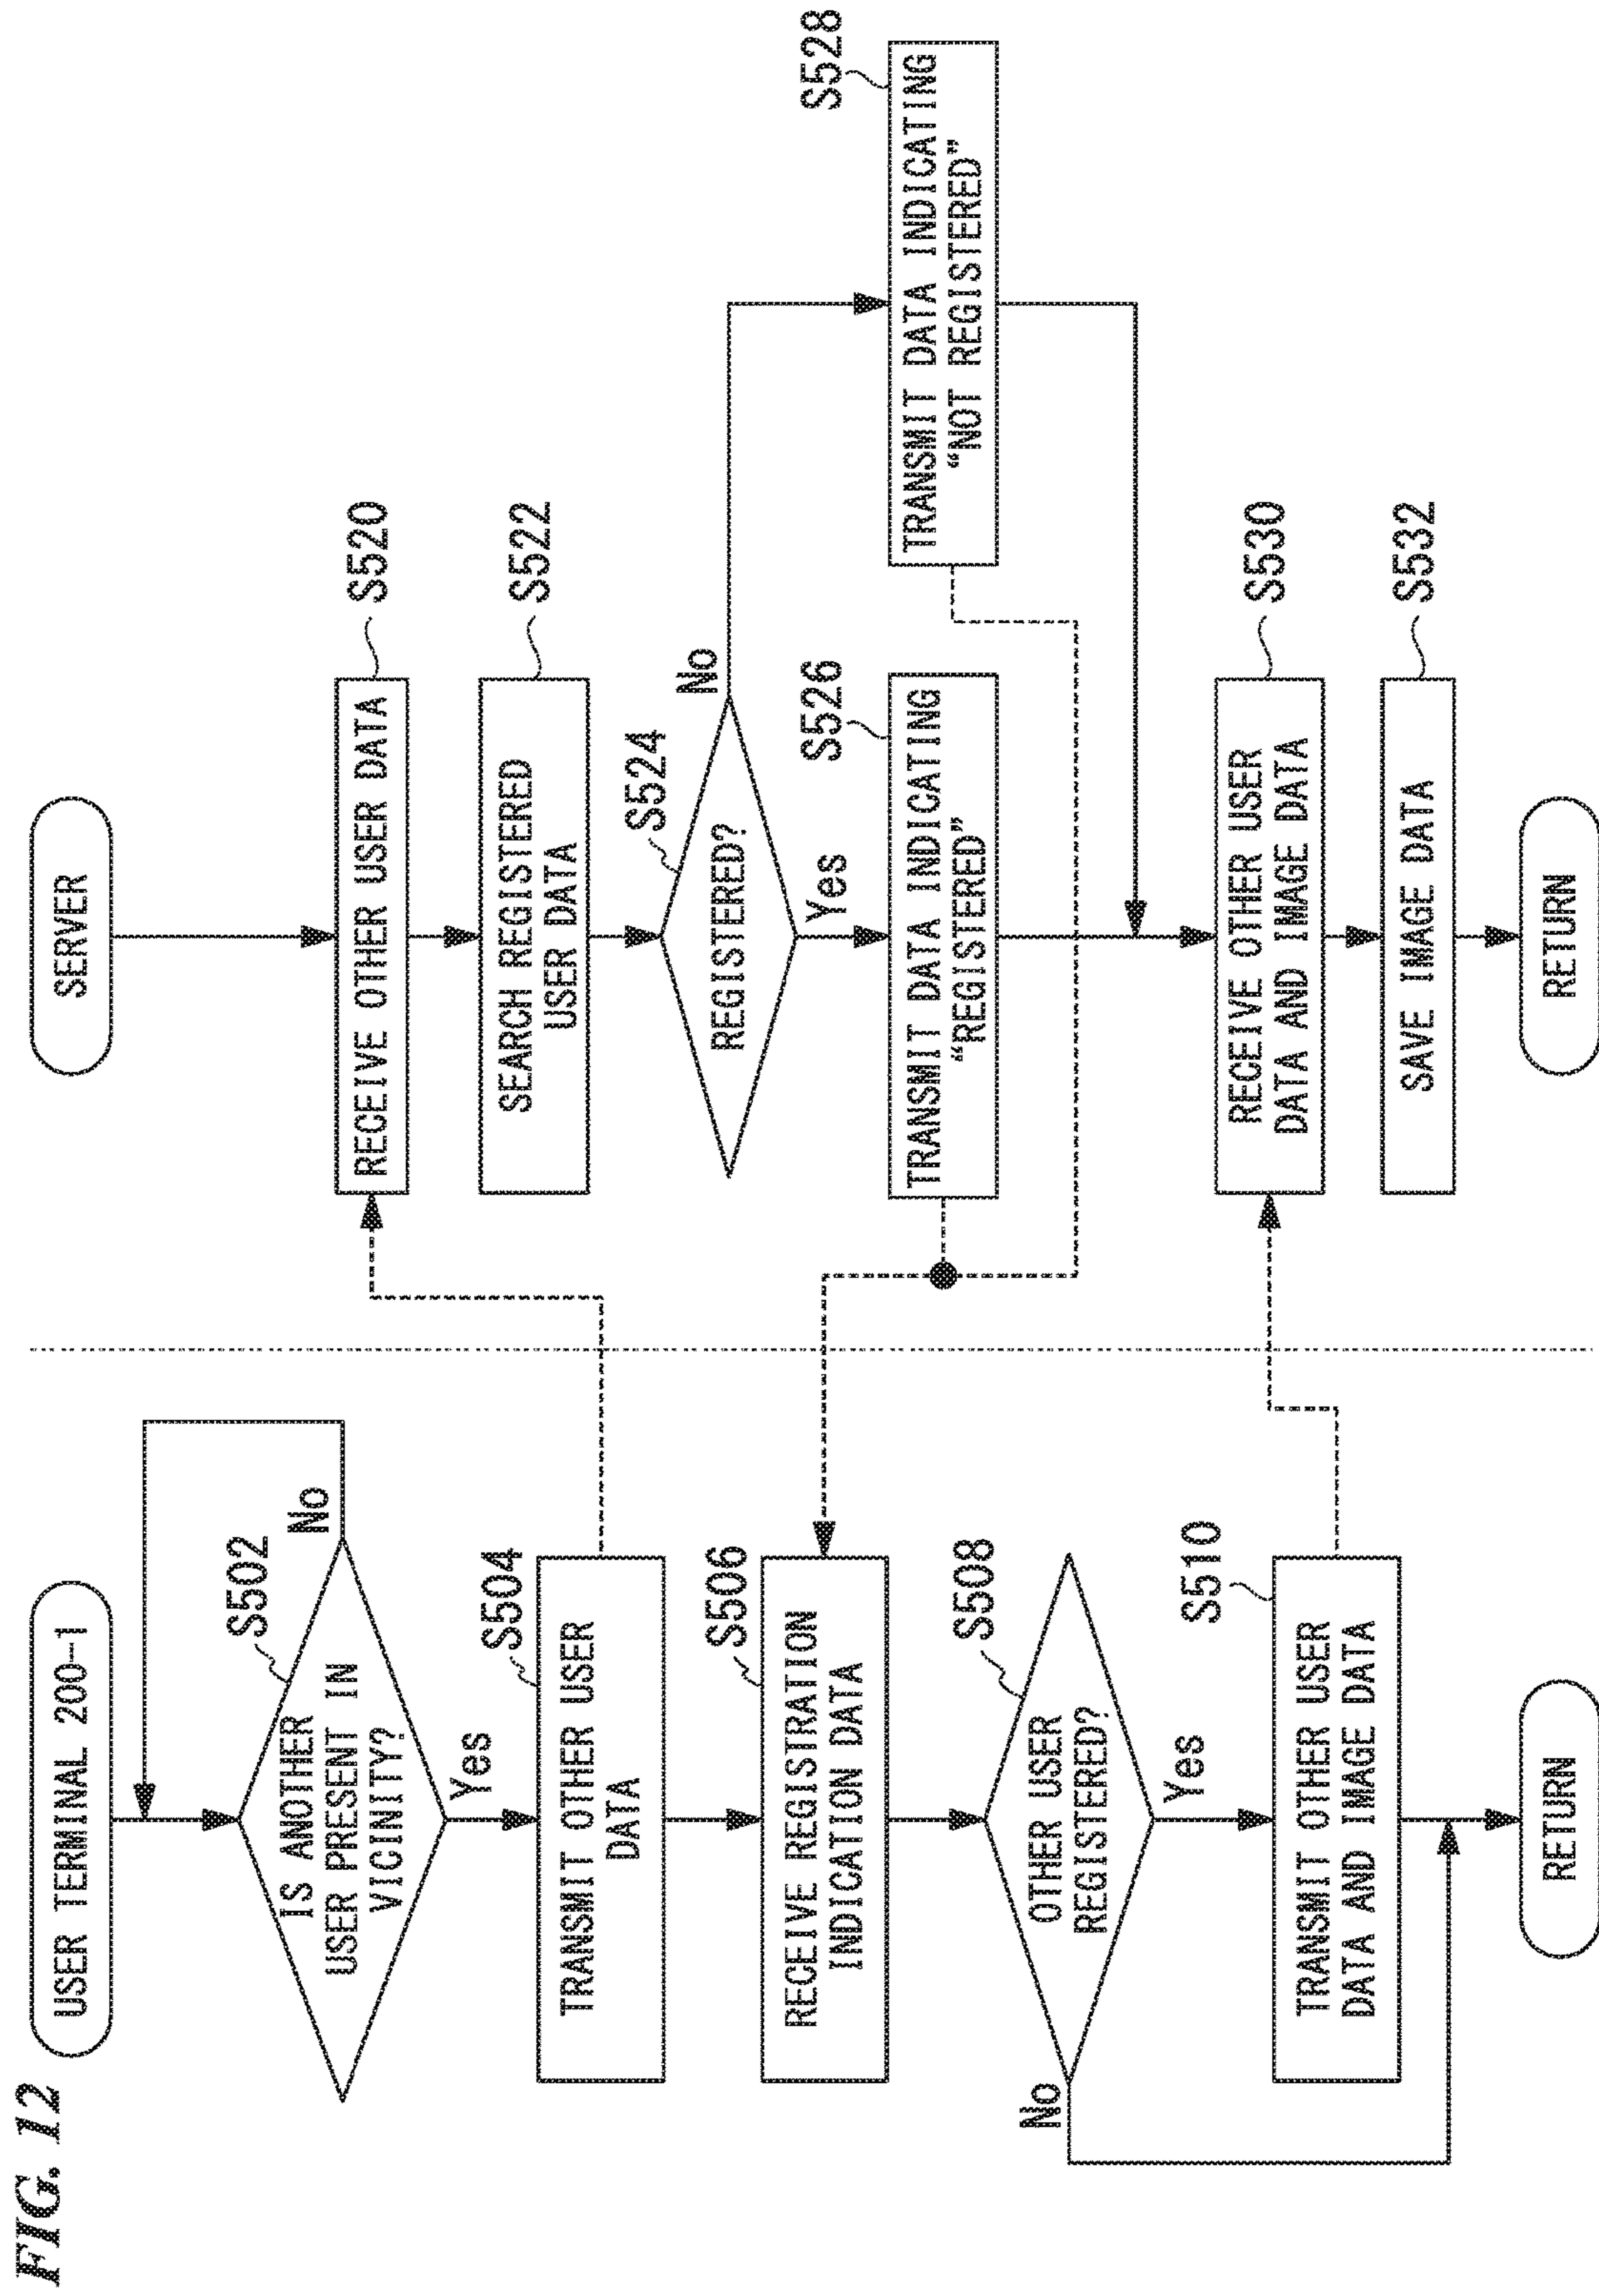 FIG. 12
USER TERMINAL 200-1
S502
IS ANOTHER
USER PRESENT IN
VICINITY?
No
Yes
S504
TRANSMIT OTHER USER
DATA
S506
RECEIVE REGISTRATION
INDICATION DATA
S508
OTHER USER
REGISTERED?
No
Yes
S510
TRANSMIT OTHER USER
DATA AND IMAGE DATA
RETURN
SERVER
S520
RECEIVE OTHER USER DATA
S522
SEARCH REGISTERED
USER DATA
S524
REGISTERED?
No
Yes
S526
TRANSMIT DATA INDICATING
“REGISTERED”
S528
TRANSMIT DATA INDICATING
“NOT REGISTERED”
S530
RECEIVE OTHER USER
DATA AND IMAGE DATA
S532
SAVE IMAGE DATA
RETURN